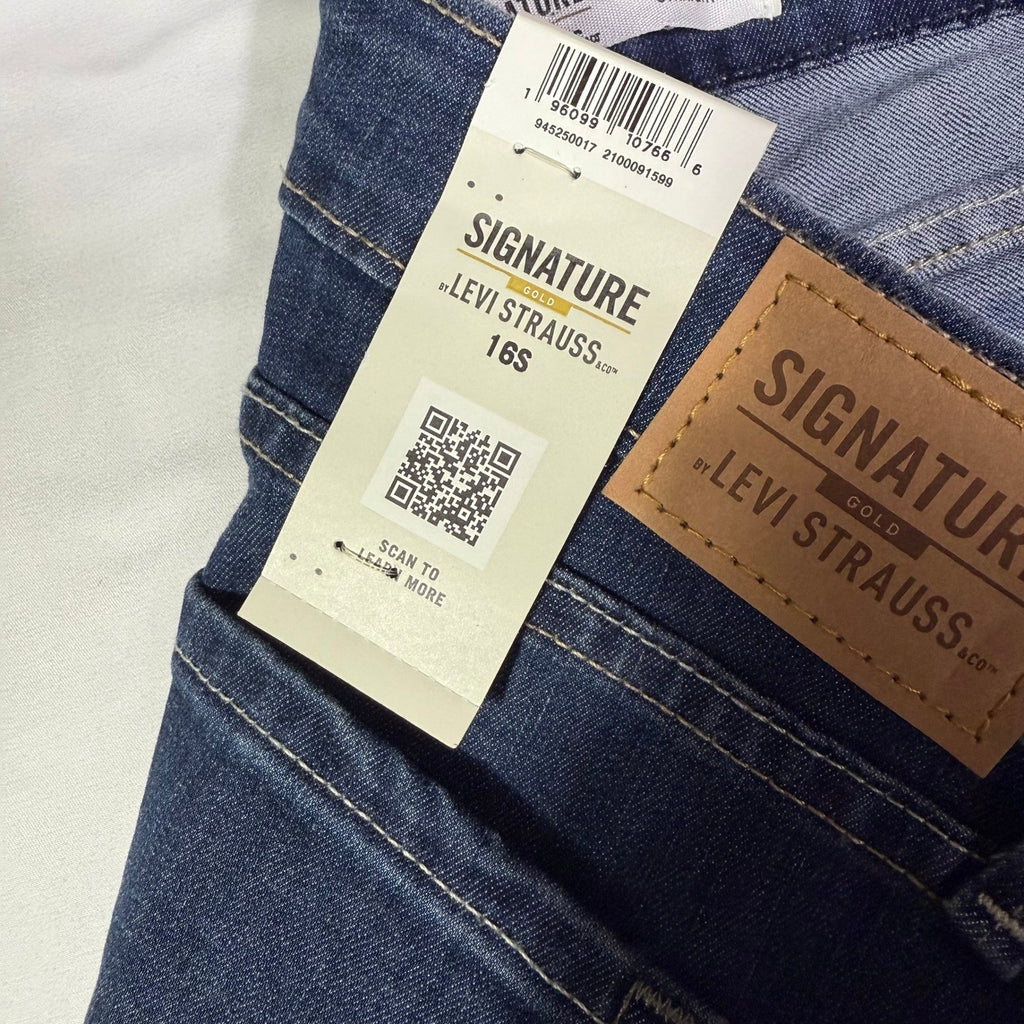 1 96099 10766 6
945250017 2100091599
SIGNATURE
GOLD
BY LEVI STRAUSS &CO™
16S
SCAN TO
LEARN MORE
SIGNATURE
GOLD
BY LEVI STRAUSS &CO™